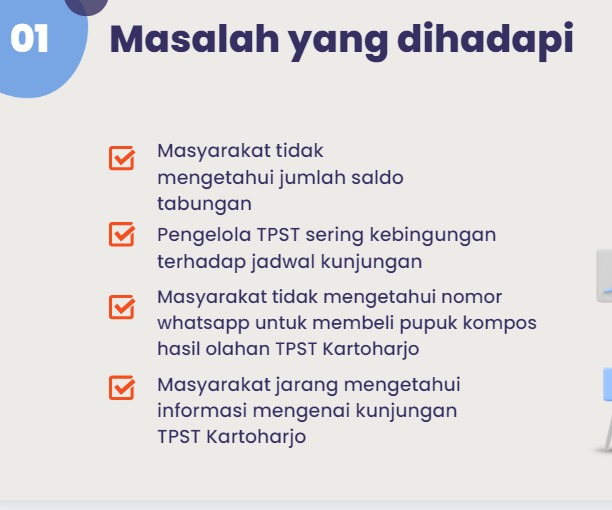 01
Masalah yang dihadapi
Masyarakat tidak
mengetahui jumlah saldo
tabungan
Pengelola TPST sering kebingungan
terhadap jadwal kunjungan
Masyarakat tidak mengetahui nomor
whatsapp untuk membeli pupuk kompos
hasil olahan TPST Kartoharjo
Masyarakat jarang mengetahui
informasi mengenai kunjungan
TPST Kartoharjo